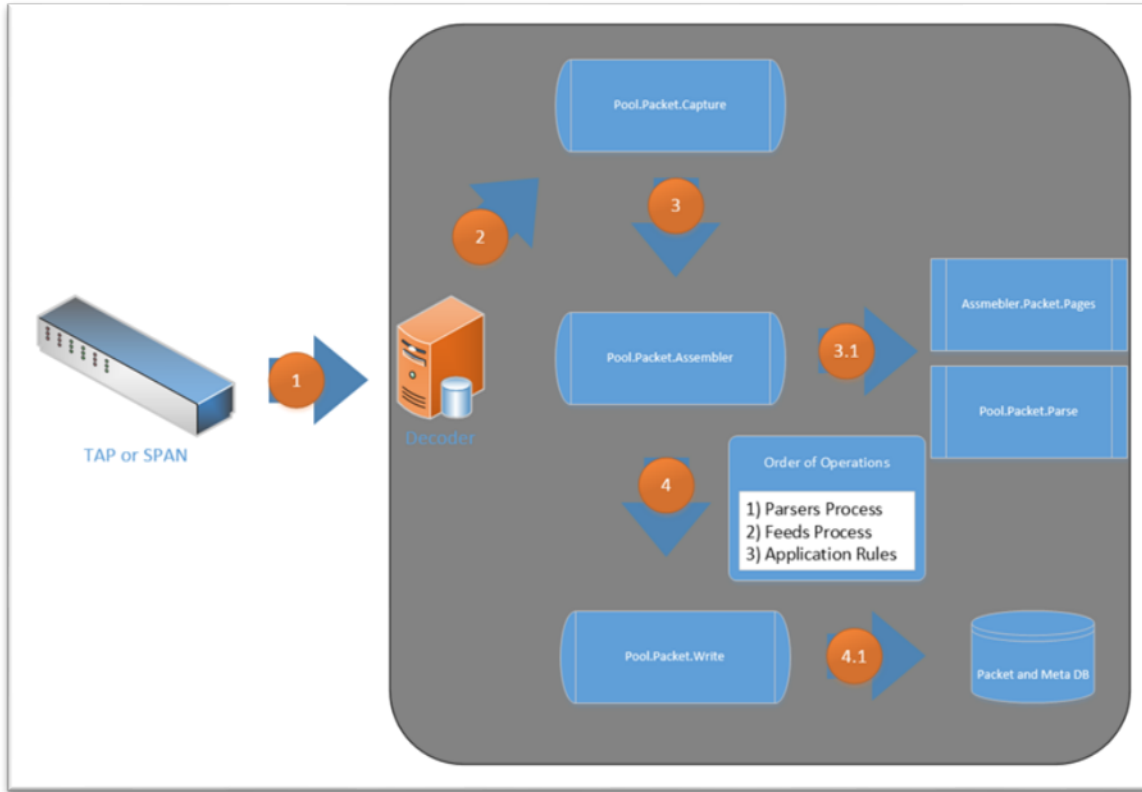 Pool.Packet.Capture
3
2
Assmebler.Packet.Pages
Pool.Packet.Assembler
3.1
1
Pool.Packet.Parse
Decoder
TAP or SPAN
Order of Operations
4
1) Parsers Process
2) Feeds Process
3) Application Rules
Pool.Packet.Write
4.1
Packet and Meta DB